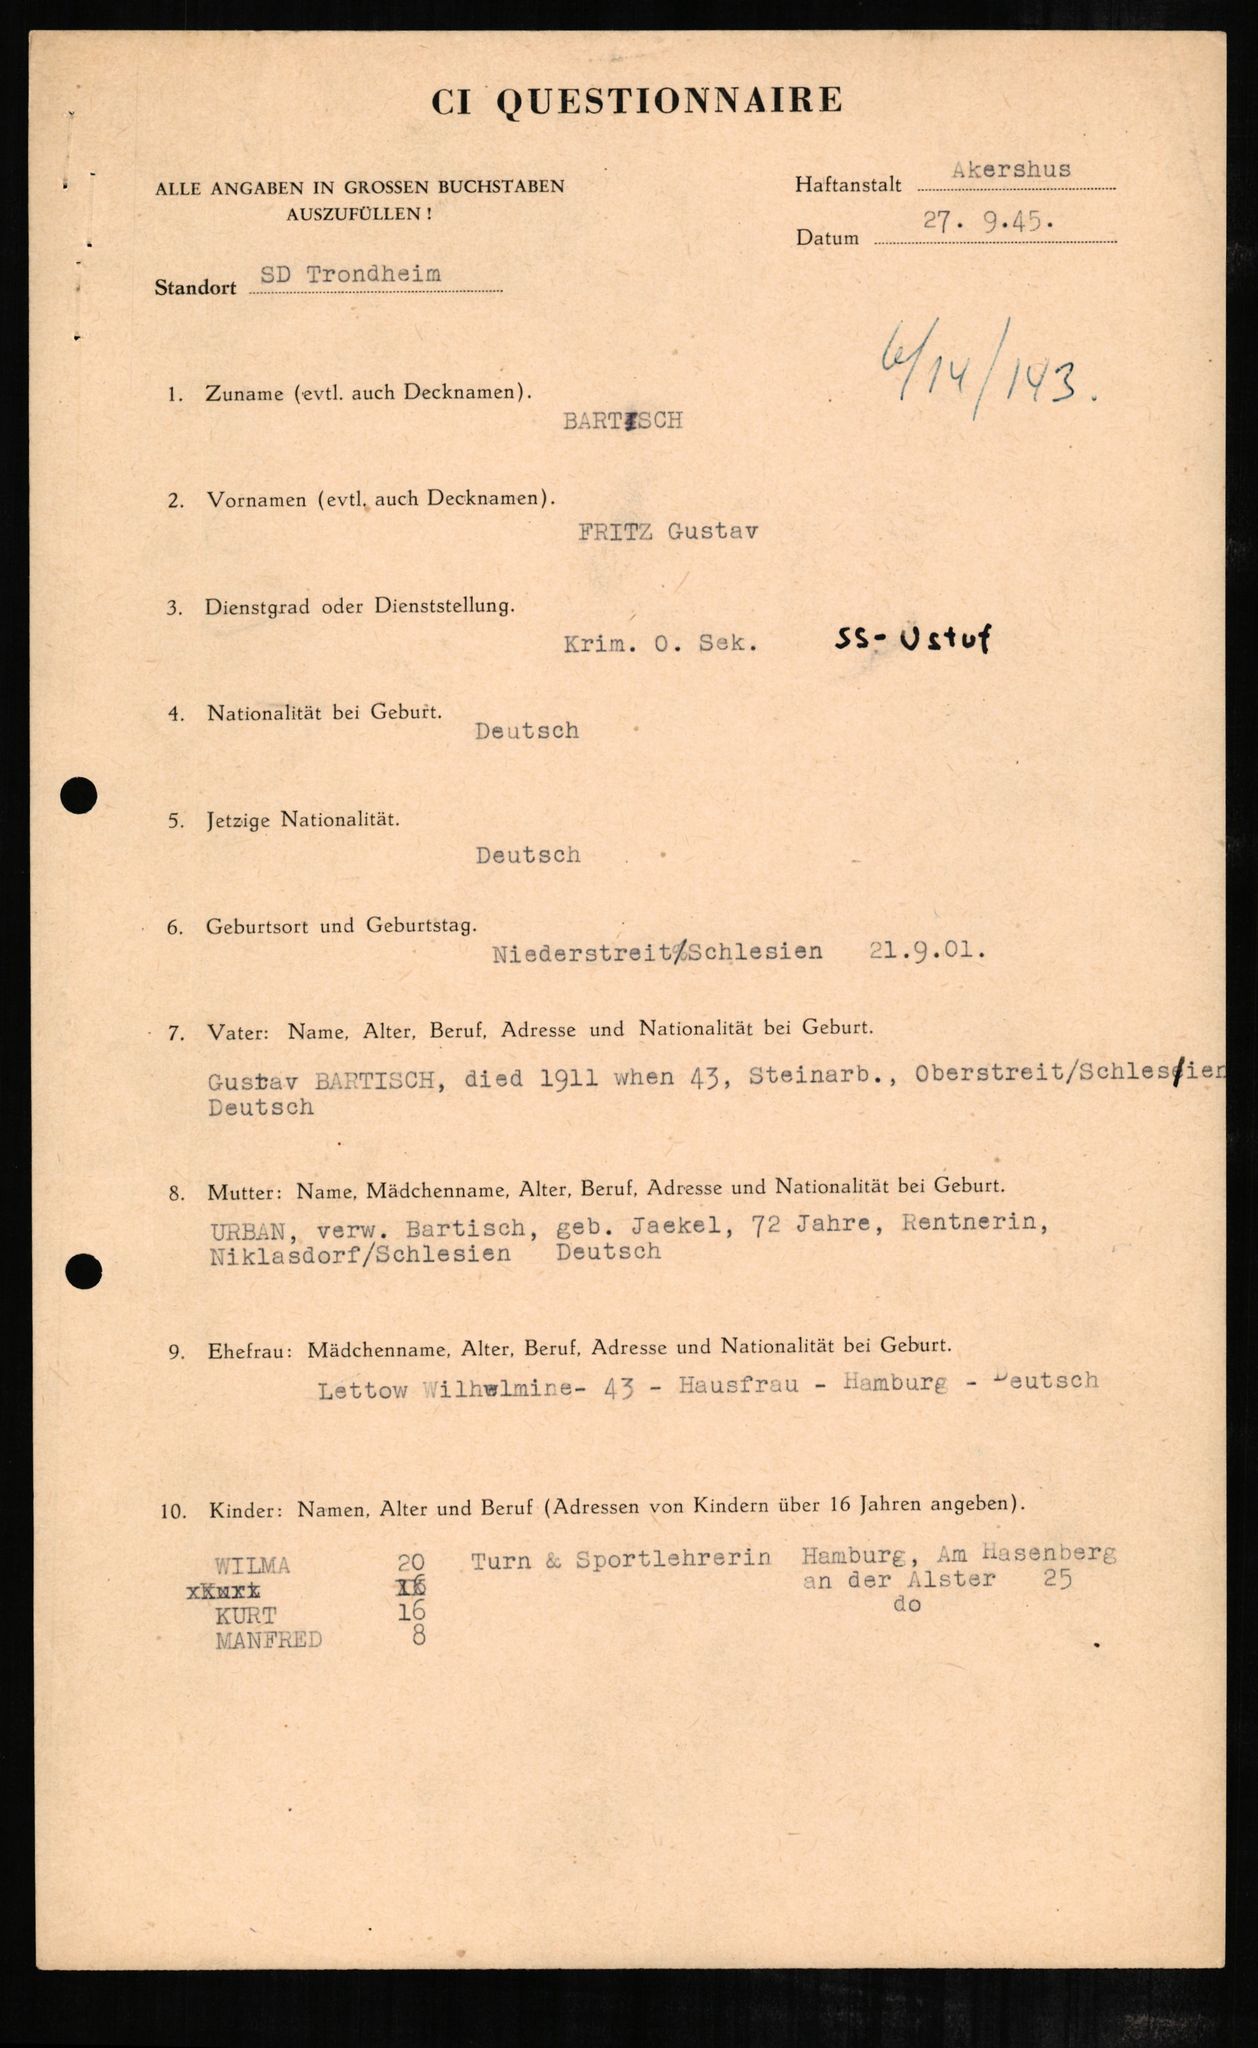 CI QUESTIONNAIRE
ALLE ANGABEN IN GROSSEN BUCHSTABEN
AUSZUFÜLLEN!
Haftanstalt Akershus
Datum 27. 9.45.
Standort SD Trondheim
6/14/143.
1. Zuname (evtl. auch Decknamen).
BARTISCH
2. Vornamen (evtl. auch Decknamen).
FRITZ Gustav
3. Dienstgrad oder Dienststellung.
Krim. O. Sek. SS-Ustuf
4. Nationalität bei Geburt.
Deutsch
5. Jetzige Nationalität.
Deutsch
6. Geburtsort und Geburtstag.
Niederstreit/Schlesien 21.9.01.
7. Vater: Name, Alter, Beruf, Adresse und Nationalität bei Geburt.
Gustav BARTISCH, died 1911 when 43, Steinarb., Oberstreit/Schlesien
Deutsch
8. Mutter: Name, Mädchenname, Alter, Beruf, Adresse und Nationalität bei Geburt.
URBAN, verw. Bartisch, geb. Jaekel, 72 Jahre, Rentnerin,
Niklasdorf/Schlesien Deutsch
9. Ehefrau: Mädchenname, Alter, Beruf, Adresse und Nationalität bei Geburt.
Lettow Wilhelmine- 43 - Hausfrau - Hamburg - Deutsch
10. Kinder: Namen, Alter und Beruf (Adressen von Kindern über 16 Jahren angeben).
WILMA 20 Turn & Sportlehrerin Hamburg, Am Hasenberg
xKurt 16 an der Alster 25
KURT 16 do
MANFRED 8